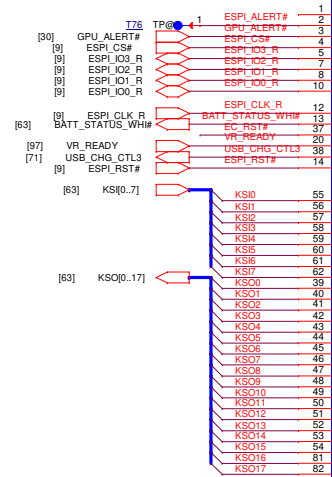 1
T76 TP@ 1 ESPI_ALERT# 2
[30] GPU_ALERT# GPU_ALERT# 3
[9] ESPI_CS# ESPI_CS# 4
[9] ESPI_IO3_R ESPI_IO3_R 5
[9] ESPI_IO2_R ESPI_IO2_R 7
[9] ESPI_IO1_R ESPI_IO1_R 8
[9] ESPI_IO0_R ESPI_IO0_R 10
[9] ESPI_CLK_R ESPI_CLK_R 12
[63] BATT_STATUS_WHI# BATT_STATUS_WHI# 13
EC_RST# 37
[97] VR_READY VR_READY 20
[71] USB_CHG_CTL3 USB_CHG_CTL3 38
[9] ESPI_RST# ESPI_RST# 14
[63] KSI[0..7]
KSI0 55
KSI1 56
KSI2 57
KSI3 58
KSI4 59
KSI5 60
KSI6 61
KSI7 62
[63] KSO[0..17]
KSO0 39
KSO1 40
KSO2 41
KSO3 42
KSO4 43
KSO5 44
KSO6 45
KSO7 46
KSO8 47
KSO9 48
KSO10 49
KSO11 50
KSO12 51
KSO13 52
KSO14 53
KSO15 54
KSO16 81
KSO17 82